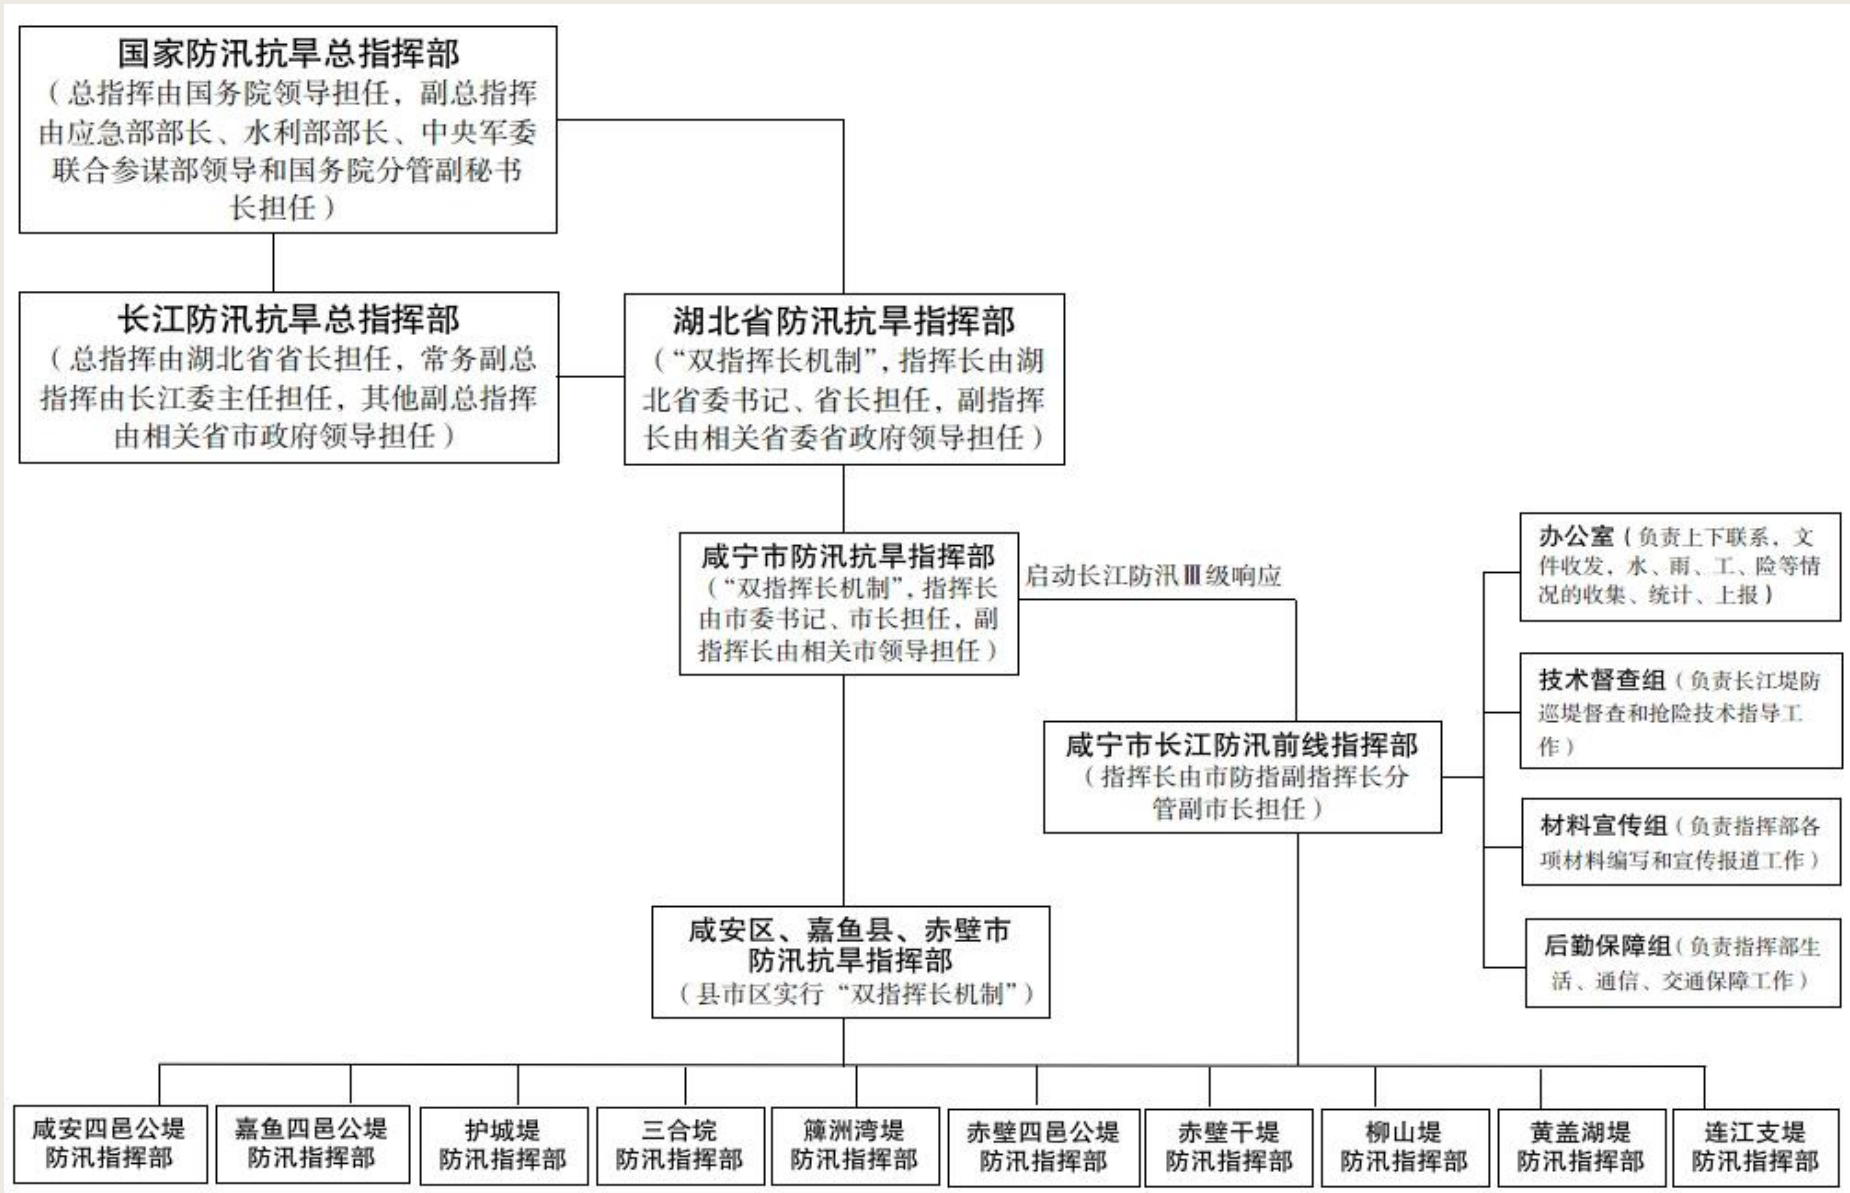 国家防汛抗旱总指挥部
（总指挥由国务院领导担任，副总指挥
由应急部部长、水利部部长、中央军委
联合参谋部领导和国务院分管副秘书
长担任）
长江防汛抗旱总指挥部
（总指挥由湖北省省长担任，常务副总
指挥由长江委主任担任，其他副总指挥
由相关省市政府领导担任）
湖北省防汛抗旱指挥部
（“双指挥长机制”，指挥长由湖
北省委书记、省长担任，副指挥
长由相关省委省政府领导担任）
咸宁市防汛抗旱指挥部
（“双指挥长机制”，指挥长
由市委书记、市长担任，副
指挥长由相关市领导担任）
启动长江防汛Ⅲ级响应
咸宁市长江防汛前线指挥部
（指挥长由市防指副指挥长分
管副市长担任）
办公室（负责上下联系，文
件收发，水、雨、工、险等情
况的收集、统计、上报）
技术督查组（负责长江堤防
巡堤督查和抢险技术指导工
作）
材料宣传组（负责指挥部各
项材料编写和宣传报道工作）
后勤保障组（负责指挥部生
活、通信、交通保障工作）
咸安区、嘉鱼县、赤壁市
防汛抗旱指挥部
（县市区实行“双指挥长机制”）
咸安四邑公堤
防汛指挥部
嘉鱼四邑公堤
防汛指挥部
护城堤
防汛指挥部
三合垸
防汛指挥部
簰洲湾堤
防汛指挥部
赤壁四邑公堤
防汛指挥部
赤壁干堤
防汛指挥部
柳山堤
防汛指挥部
黄盖湖堤
防汛指挥部
连江支堤
防汛指挥部